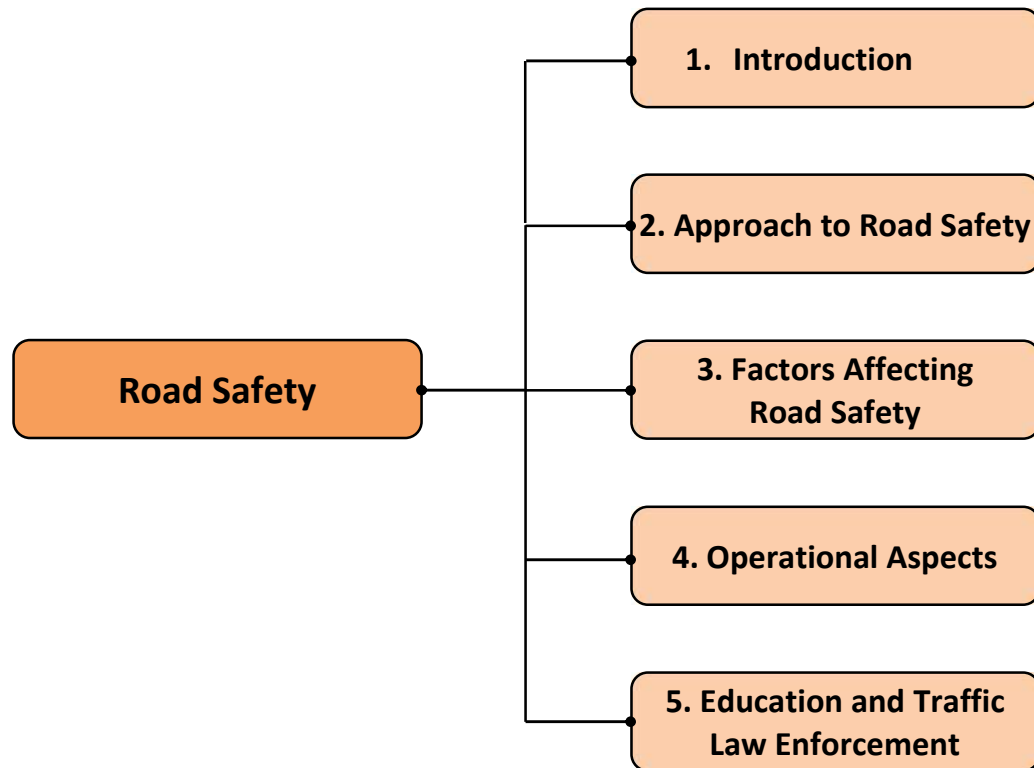 1. Introduction
2. Approach to Road Safety
Road Safety
3. Factors Affecting
Road Safety
4. Operational Aspects
5. Education and Traffic
Law Enforcement